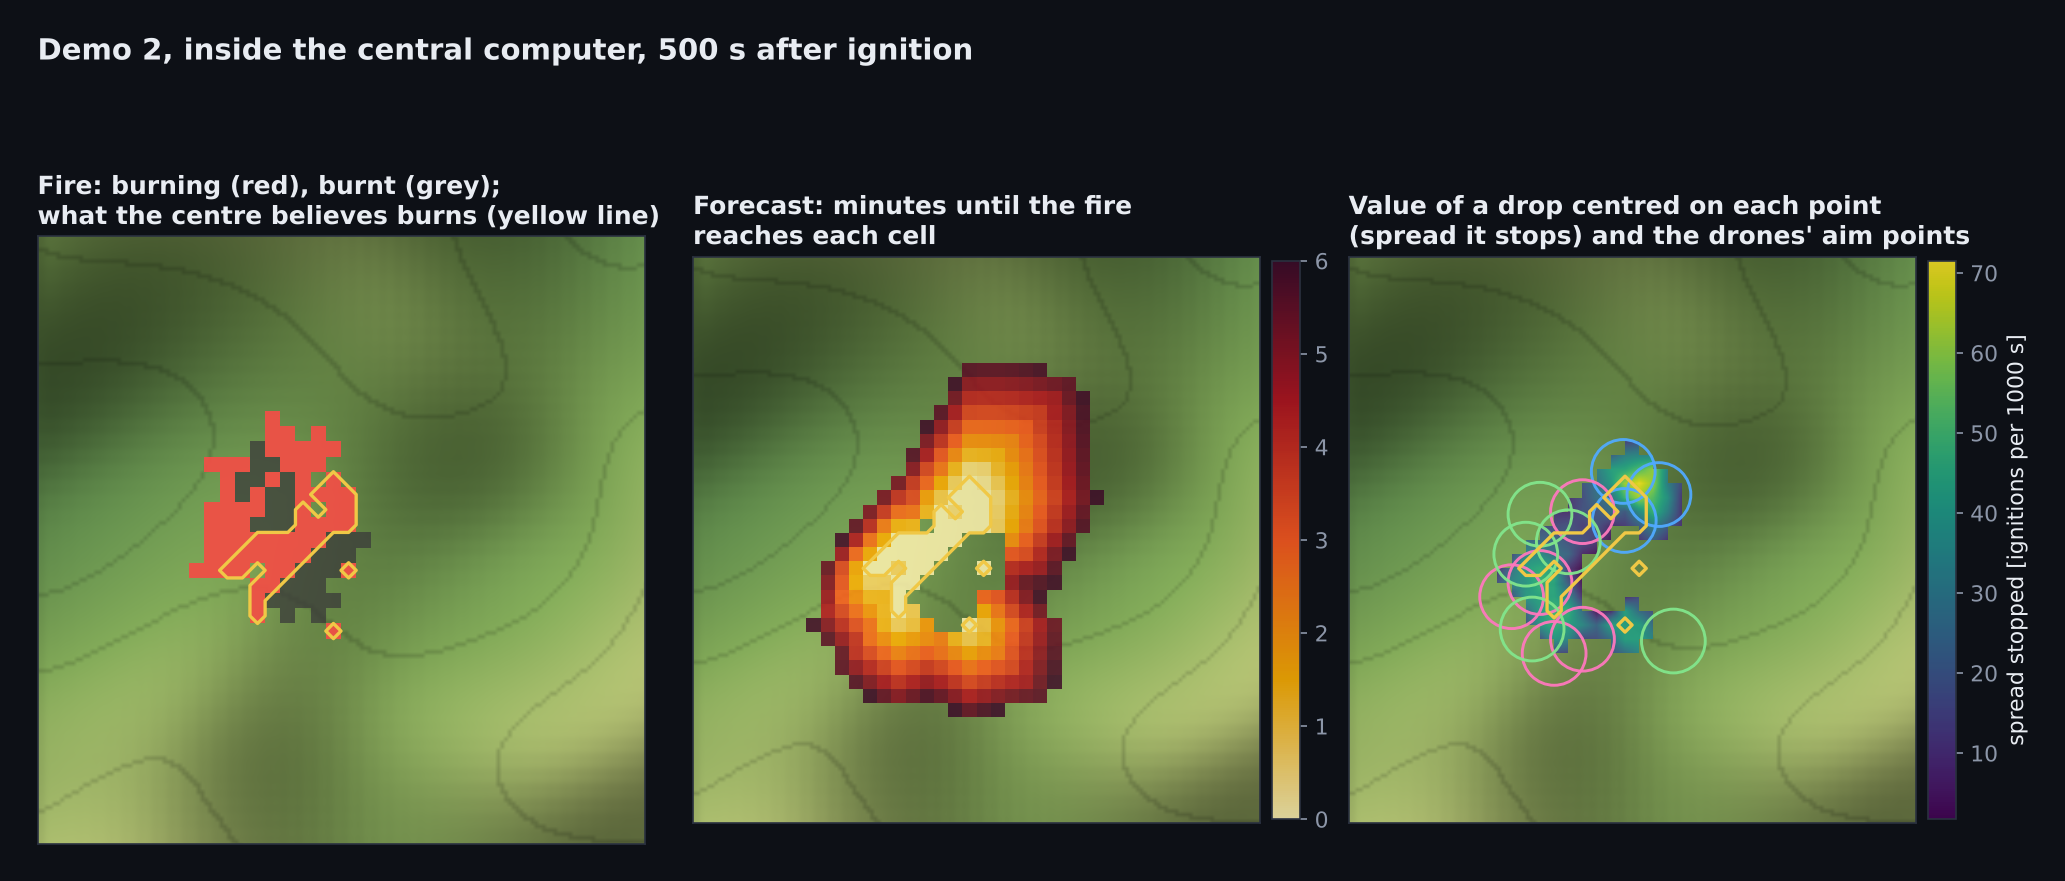 Demo 2, inside the central computer, 500 s after ignition
Fire: burning (red), burnt (grey);
what the centre believes burns (yellow line)
Forecast: minutes until the fire
reaches each cell
6
5
4
3
2
1
0
Value of a drop centred on each point
(spread it stops) and the drones' aim points
70
60
50
40
30
20
10
spread stopped [ignitions per 1000 s]